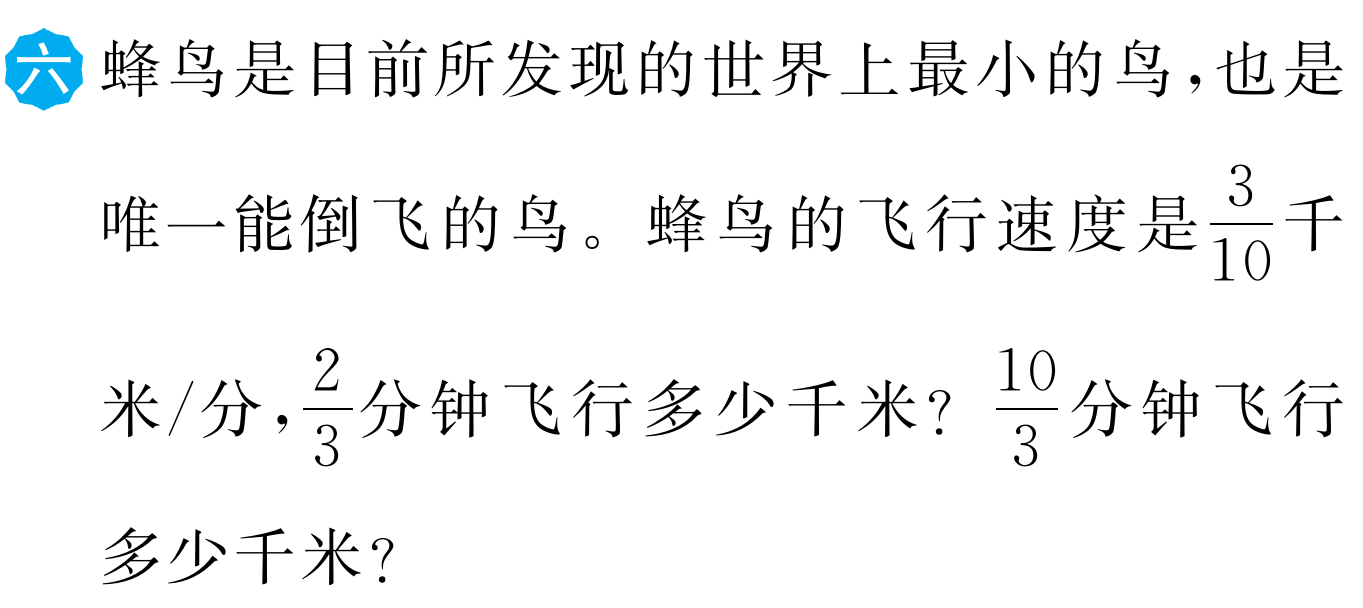 六 蜂鸟是目前所发现的世界上最小的鸟,也是
唯一能倒飞的鸟。蜂鸟的飞行速度是3/10千
米/分,2/3分钟飞行多少千米? 10/3分钟飞行
多少千米?